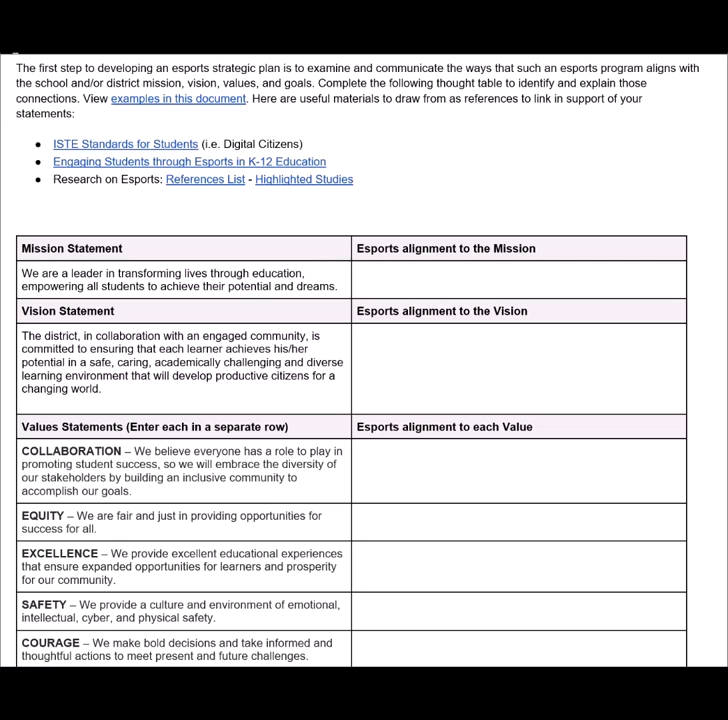 The first step to developing an esports strategic plan is to examine and communicate the ways that such an esports program aligns with
the school and/or district mission, vision, values, and goals. Complete the following thought table to identify and explain those
connections. View examples in this document. Here are useful materials to draw from as references to link in support of your
statements:
● ISTE Standards for Students (i.e. Digital Citizens)
● Engaging Students through Esports in K-12 Education
● Research on Esports: References List - Highlighted Studies
Mission Statement
Esports alignment to the Mission
We are a leader in transforming lives through education,
empowering all students to achieve their potential and dreams.
Vision Statement
Esports alignment to the Vision
The district, in collaboration with an engaged community, is
committed to ensuring that each learner achieves his/her
potential in a safe, caring, academically challenging and diverse
learning environment that will develop productive citizens for a
changing world.
Values Statements (Enter each in a separate row)
Esports alignment to each Value
COLLABORATION – We believe everyone has a role to play in
promoting student success, so we will embrace the diversity of
our stakeholders by building an inclusive community to
accomplish our goals.
EQUITY – We are fair and just in providing opportunities for
success for all.
EXCELLENCE – We provide excellent educational experiences
that ensure expanded opportunities for learners and prosperity
for our community.
SAFETY – We provide a culture and environment of emotional,
intellectual, cyber, and physical safety.
COURAGE – We make bold decisions and take informed and
thoughtful actions to meet present and future challenges.